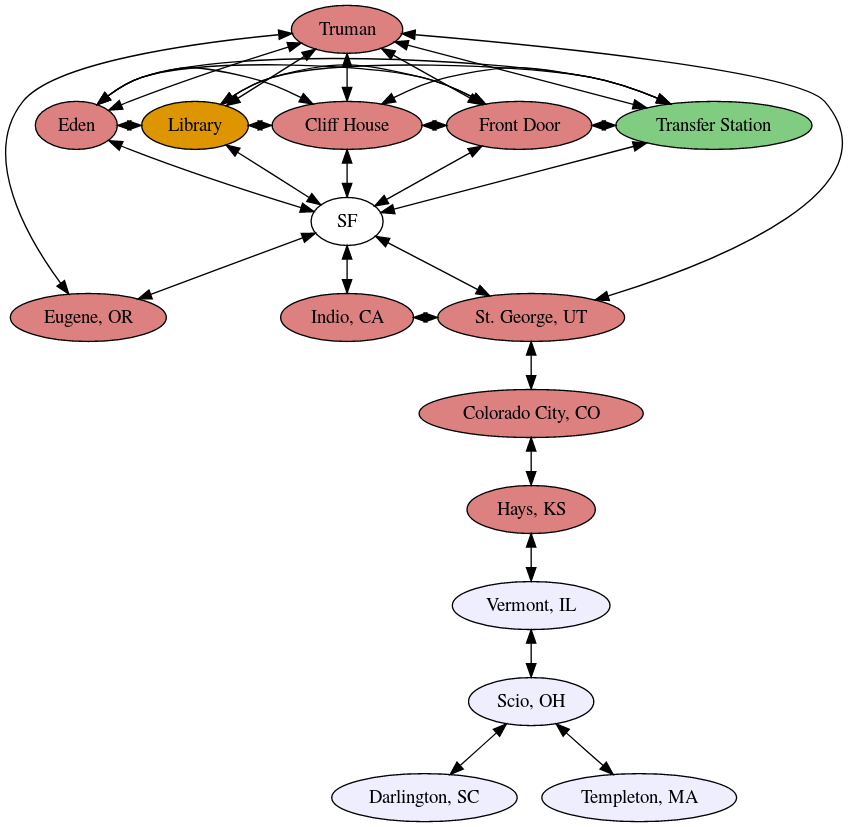 Truman
Eden
Library
Cliff House
Front Door
Transfer Station
SF
Eugene, OR
Indio, CA
St. George, UT
Colorado City, CO
Hays, KS
Vermont, IL
Scio, OH
Darlington, SC
Templeton, MA